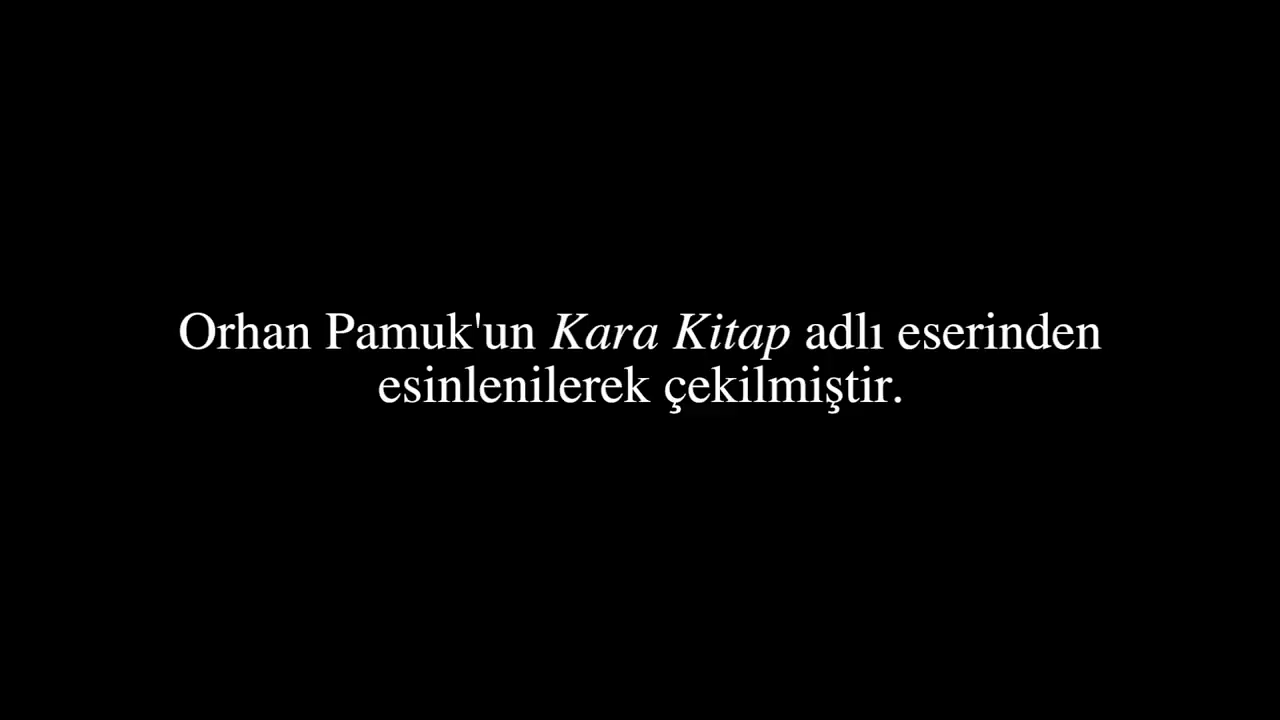 Orhan Pamuk'un Kara Kitap adlı eserinden
esinlenilerek çekilmiştir.